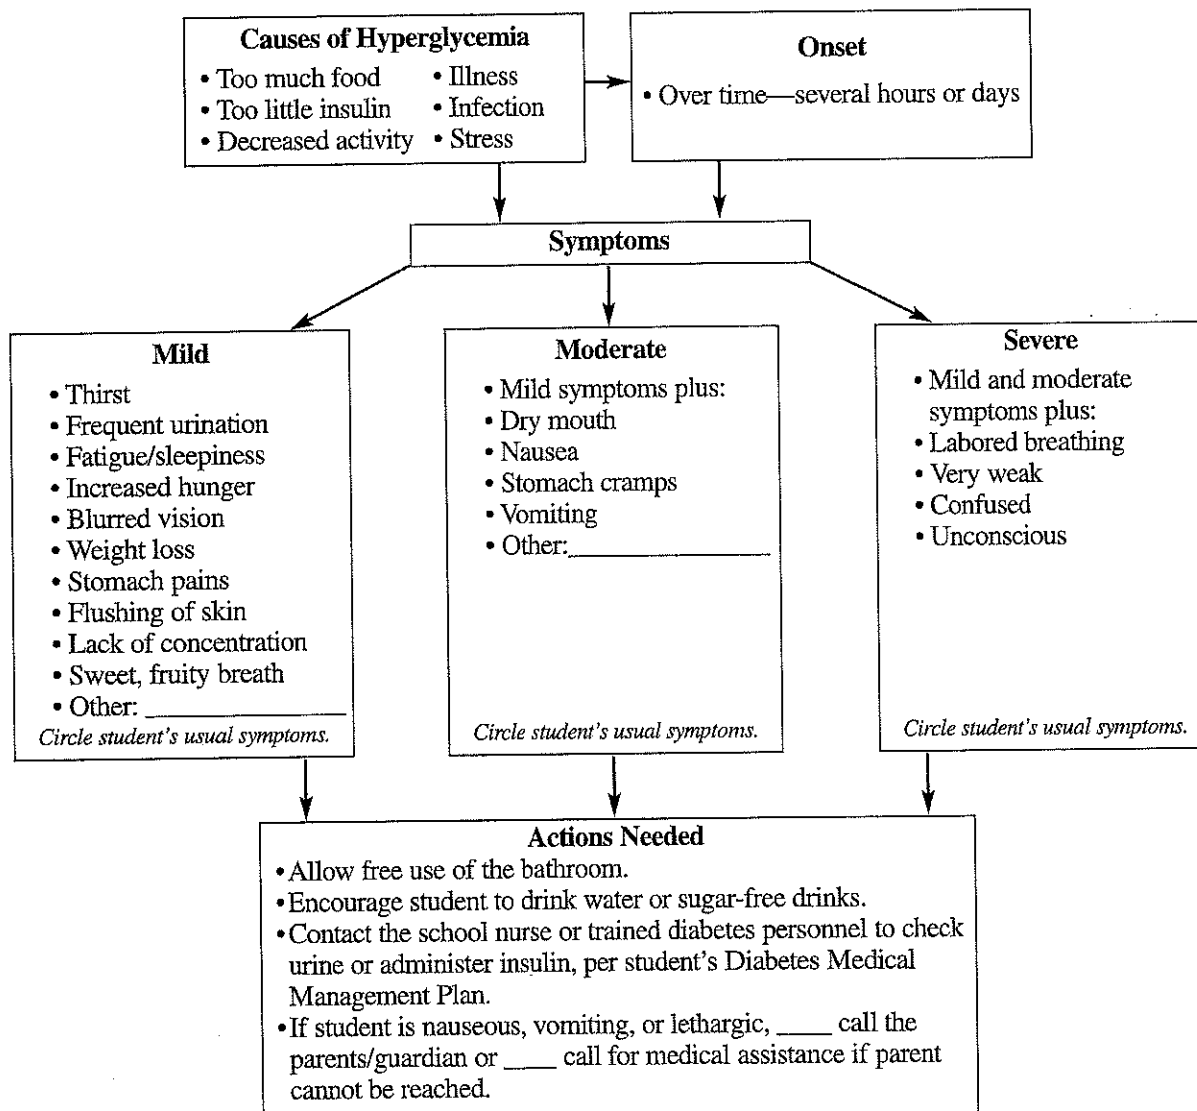 Causes of Hyperglycemia
• Too much food
• Too little insulin
• Decreased activity
• Illness
• Infection
• Stress
Onset
• Over time—several hours or days
Symptoms
Mild
• Thirst
• Frequent urination
• Fatigue/sleepiness
• Increased hunger
• Blurred vision
• Weight loss
• Stomach pains
• Flushing of skin
• Lack of concentration
• Sweet, fruity breath
• Other: ____________________
Circle student's usual symptoms.
Moderate
• Mild symptoms plus:
• Dry mouth
• Nausea
• Stomach cramps
• Vomiting
• Other:____________________
Circle student's usual symptoms.
Severe
• Mild and moderate
symptoms plus:
• Labored breathing
• Very weak
• Confused
• Unconscious
Circle student's usual symptoms.
Actions Needed
• Allow free use of the bathroom.
• Encourage student to drink water or sugar-free drinks.
• Contact the school nurse or trained diabetes personnel to check
urine or administer insulin, per student's Diabetes Medical
Management Plan.
• If student is nauseous, vomiting, or lethargic, ____ call the
parents/guardian or ____ call for medical assistance if parent
cannot be reached.